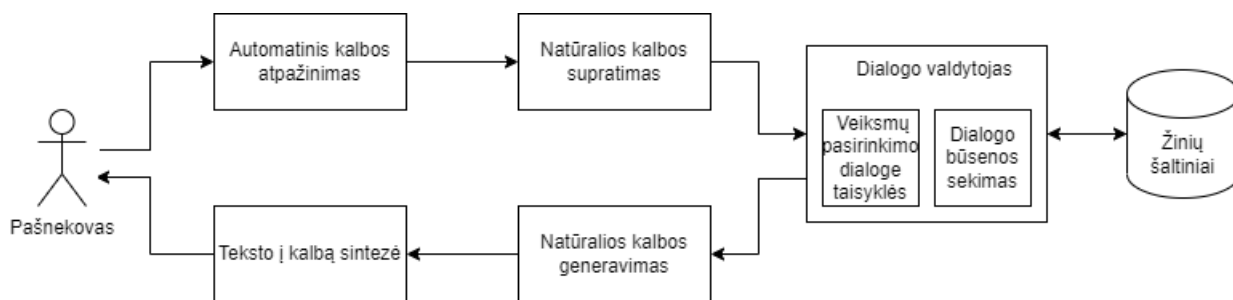 Automatinis kalbos
atpažinimas
Natūralios kalbos
supratimas
Dialogo valdytojas
Veiksmų
pasirinkimo
dialoge
taisyklės
Dialogo
būsenos
sekimas
Žinių
šaltiniai
Pašnekovas
Teksto į kalbą sintezė
Natūralios kalbos
generavimas